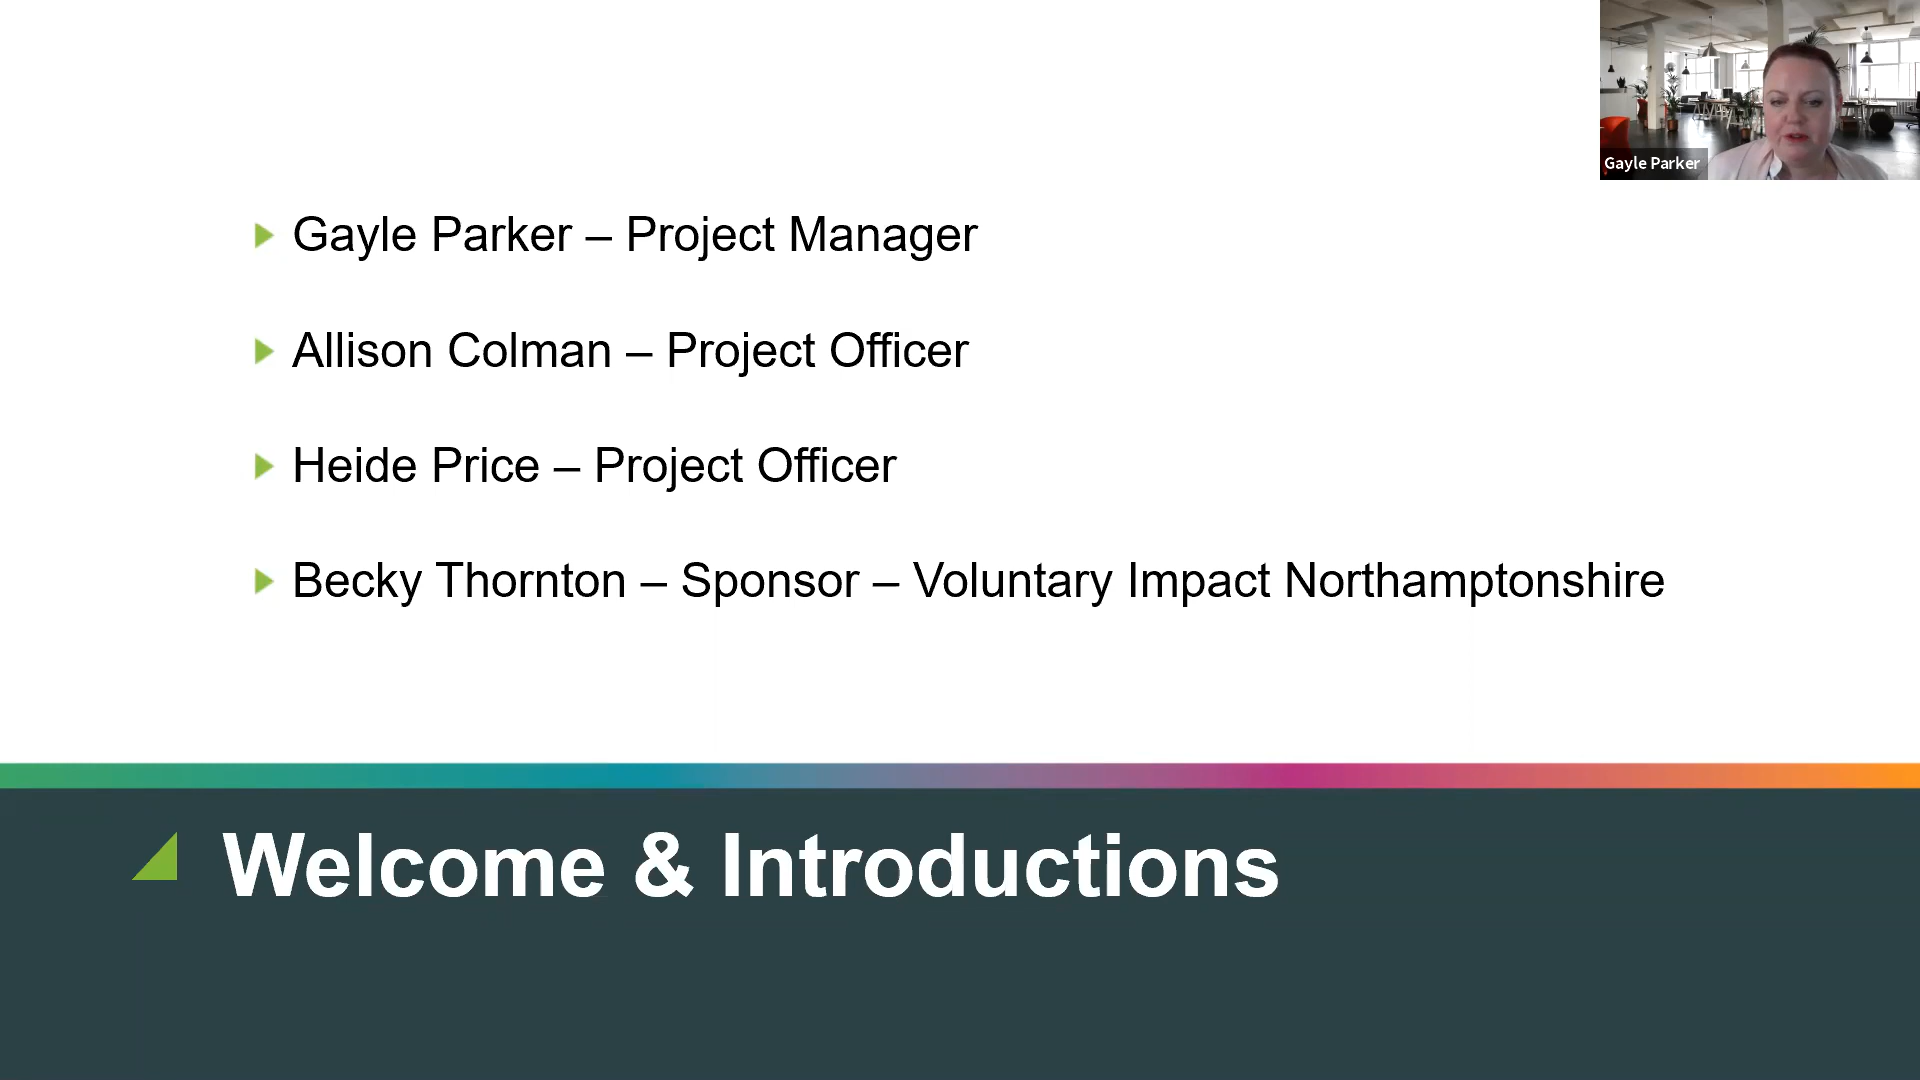 Gayle Parker
Gayle Parker – Project Manager
Allison Colman – Project Officer
Heide Price – Project Officer
Becky Thornton – Sponsor – Voluntary Impact Northamptonshire
Welcome & Introductions